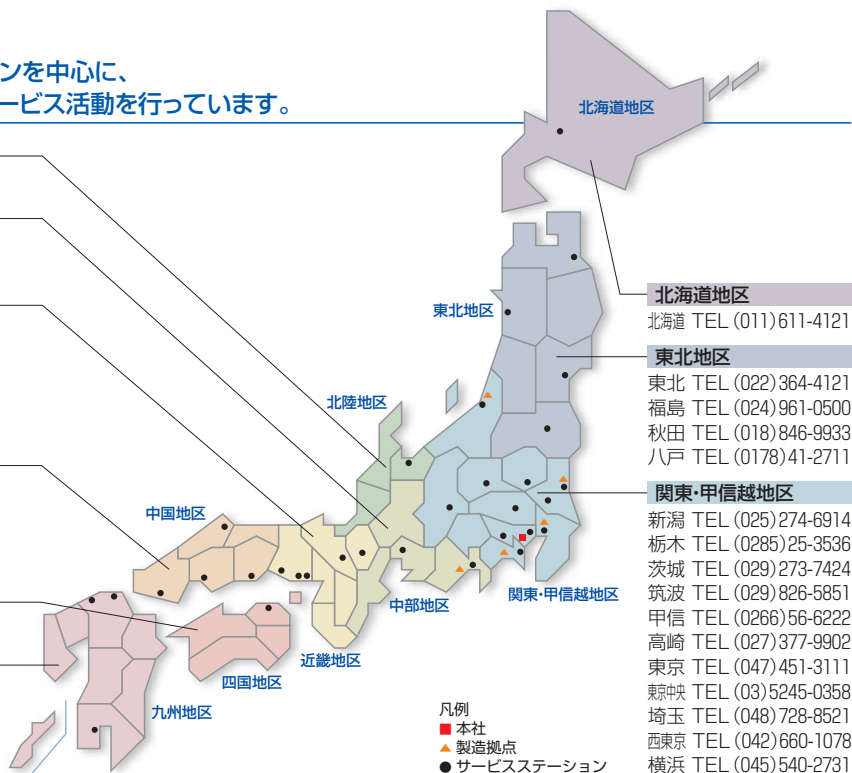 ンを中心に、
ービス活動を行っています。
北海道地区
東北地区
北陸地区
中国地区
中部地区
関東・甲信越地区
近畿地区
四国地区
九州地区
凡例
本社
製造拠点
サービスステーション
北海道地区
北海道 TEL (011)611-4121
東北地区
東北 TEL (022)364-4121
福島 TEL (024)961-0500
秋田 TEL (018)846-9933
八戸 TEL (0178)41-2711
関東・甲信越地区
新潟 TEL (025)274-6914
栃木 TEL (0285)25-3536
茨城 TEL (029)273-7424
筑波 TEL (029)826-5851
甲信 TEL (0266)56-6222
高崎 TEL (027)377-9902
東京 TEL (047)451-3111
東京中央 TEL (03)5245-0358
埼玉 TEL (048)728-8521
西東京 TEL (042)660-1078
横浜 TEL (045)540-2731